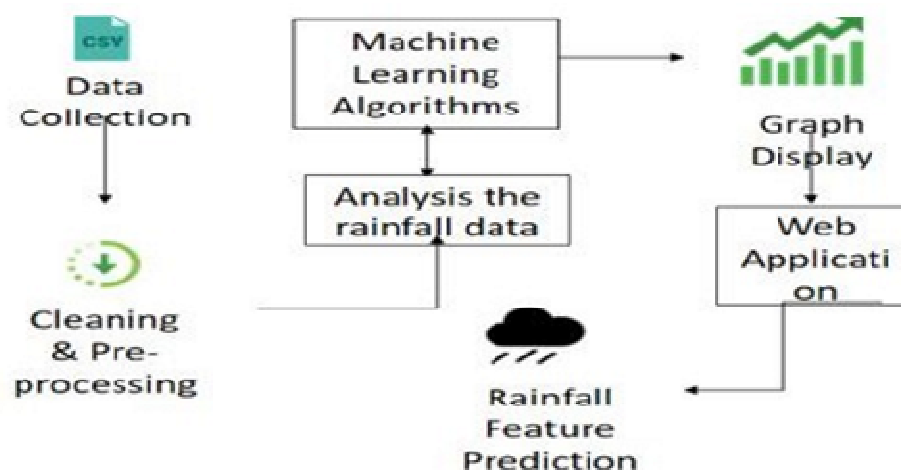 CSV
Data
Collection
Cleaning
& Pre-
processing
Machine
Learning
Algorithms
Analysis the
rainfall data
Graph
Display
Web
Applicati
on
Rainfall
Feature
Prediction